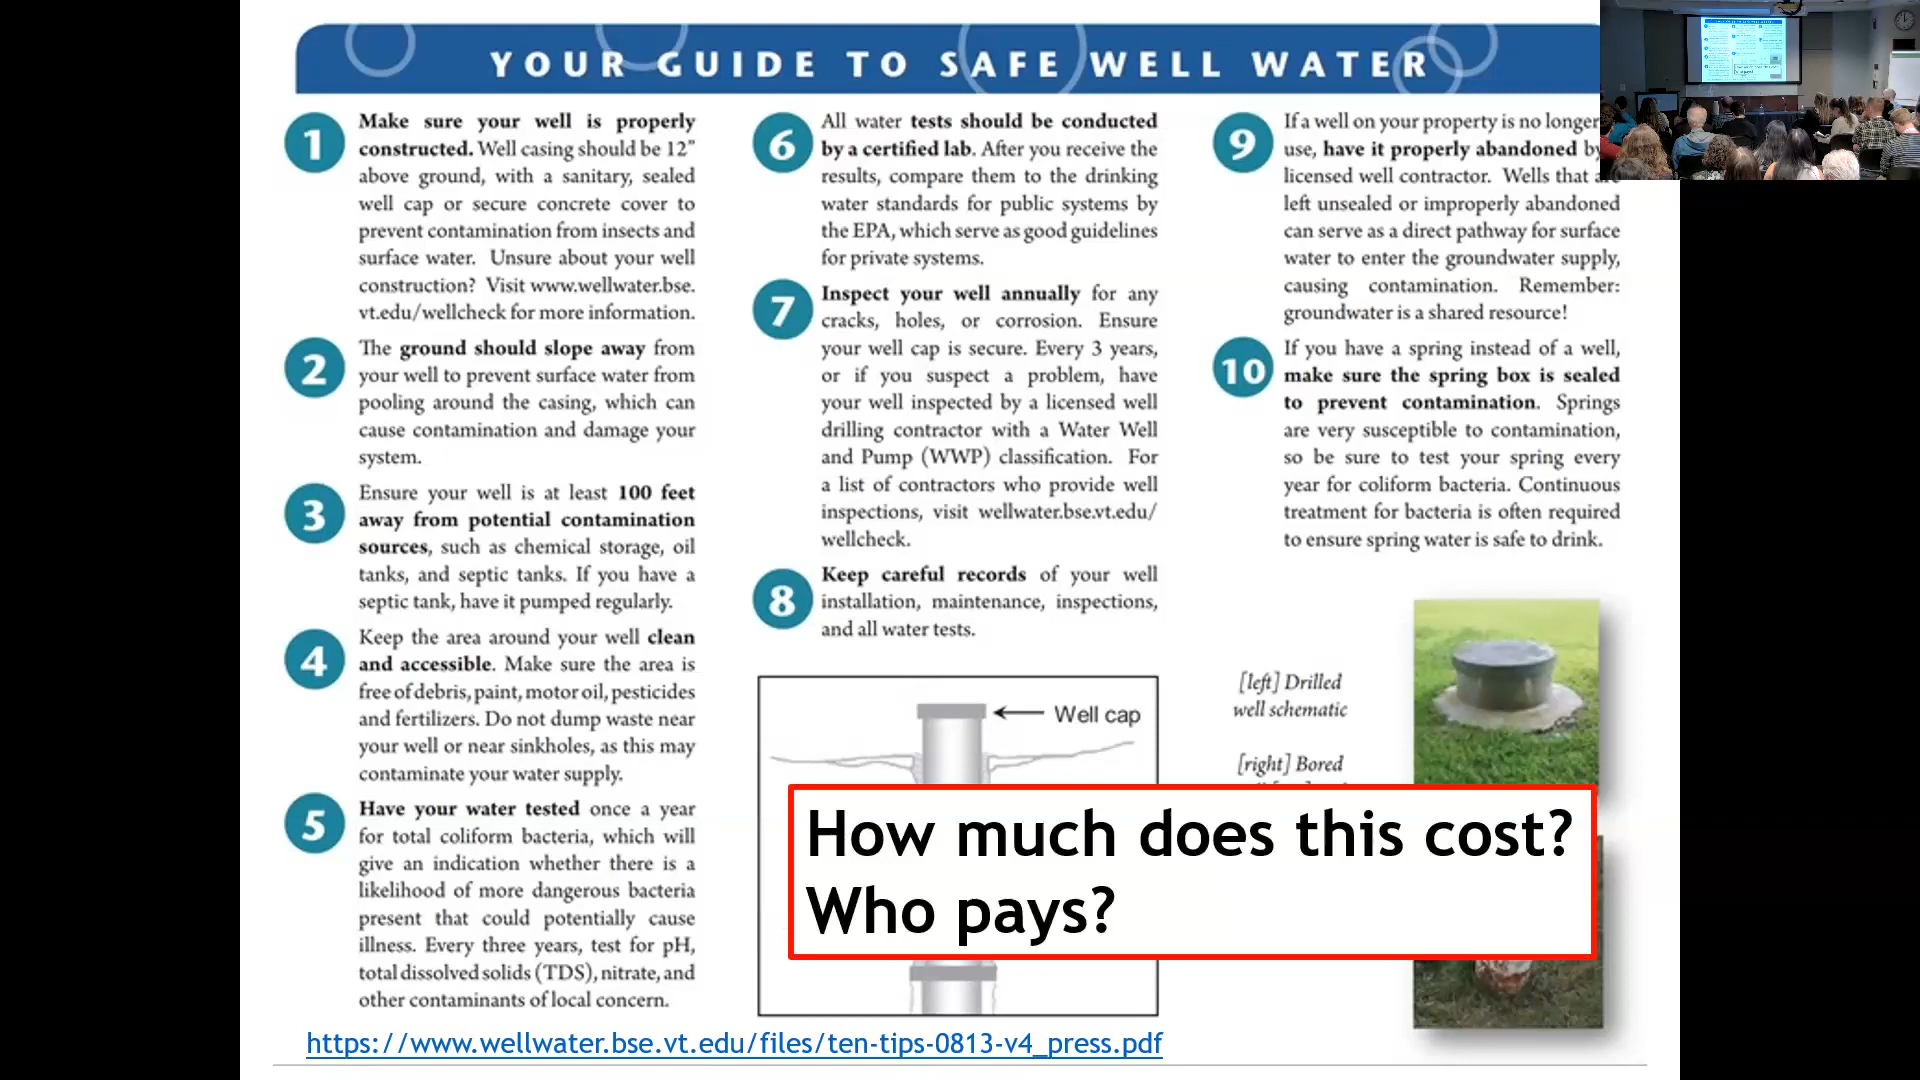 YOUR GUIDE TO SAFE WELL WATER
1
Make sure your well is properly
constructed. Well casing should be 12”
above ground, with a sanitary, sealed
well cap or secure concrete cover to
prevent contamination from insects and
surface water. Unsure about your well
construction? Visit www.wellwater.bse.
vt.edu/wellcheck for more information.
2
The ground should slope away from
your well to prevent surface water from
pooling around the casing, which can
cause contamination and damage your
system.
3
Ensure your well is at least 100 feet
away from potential contamination
sources, such as chemical storage, oil
tanks, and septic tanks. If you have a
septic tank, have it pumped regularly.
4
Keep the area around your well clean
and accessible. Make sure the area is
free of debris, paint, motor oil, pesticides
and fertilizers. Do not dump waste near
your well or near sinkholes, as this may
contaminate your water supply.
5
Have your water tested once a year
for total coliform bacteria, which will
give an indication whether there is a
likelihood of more dangerous bacteria
present that could potentially cause
illness. Every three years, test for pH,
total dissolved solids (TDS), nitrate, and
other contaminants of local concern.
6
All water tests should be conducted
by a certified lab. After you receive the
results, compare them to the drinking
water standards for public systems by
the EPA, which serve as good guidelines
for private systems.
7
Inspect your well annually for any
cracks, holes, or corrosion. Ensure
your well cap is secure. Every 3 years,
or if you suspect a problem, have
your well inspected by a licensed well
drilling contractor with a Water Well
and Pump (WWP) classification. For
a list of contractors who provide well
inspections, visit wellwater.bse.vt.edu/
wellcheck.
8
Keep careful records of your well
installation, maintenance, inspections,
and all water tests.
9
If a well on your property is no longer
use, have it properly abandoned
licensed well contractor. Wells that
left unsealed or improperly abandoned
can serve as a direct pathway for surface
water to enter the groundwater supply,
causing contamination. Remember:
groundwater is a shared resource!
10
If you have a spring instead of a well,
make sure the spring box is sealed
to prevent contamination. Springs
are very susceptible to contamination,
so be sure to test your spring every
year for coliform bacteria. Continuous
treatment for bacteria is often required
to ensure spring water is safe to drink.
Well cap
[left] Drilled
well schematic
[right] Bored
How much does this cost?
Who pays?
https://www.wellwater.bse.vt.edu/files/ten-tips-0813-v4_press.pdf